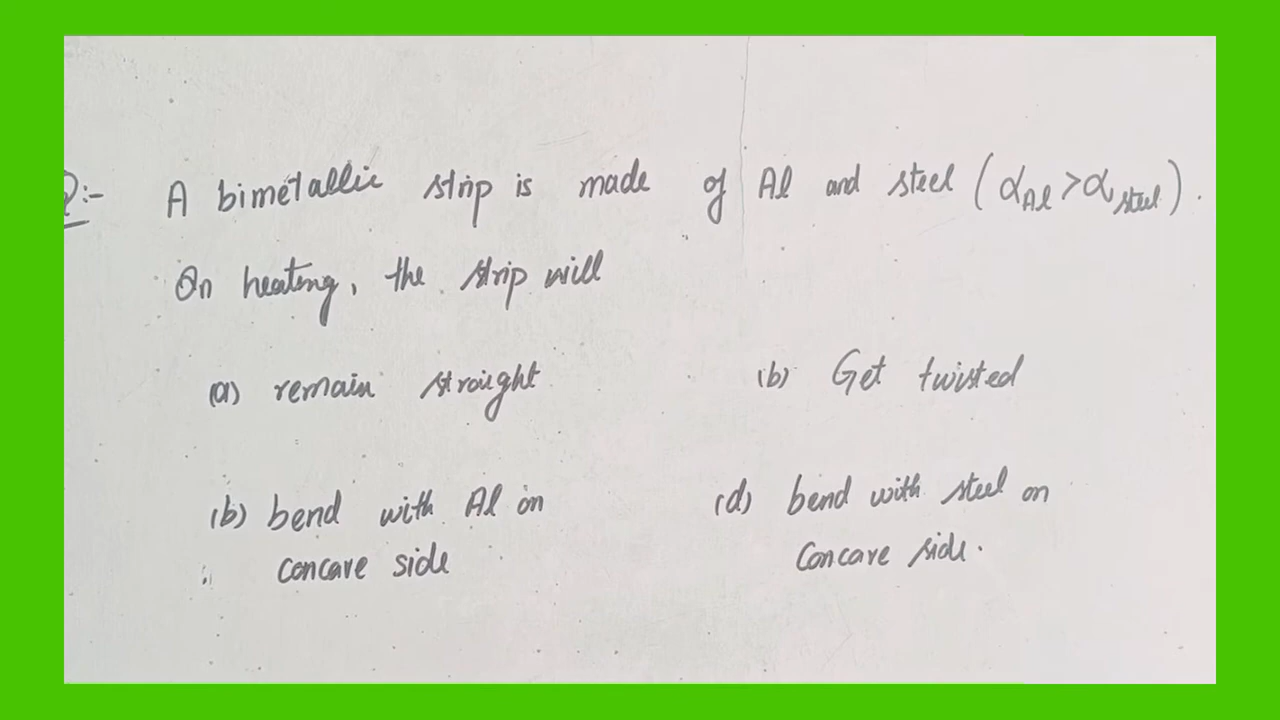 Q:- A bimetallic strip is made of Al and steel (αAl > αsteel).
On heating, the strip will
(a) remain straight (b) Get twisted
(b) bend with Al on (d) bend with steel on
concave side concave side.